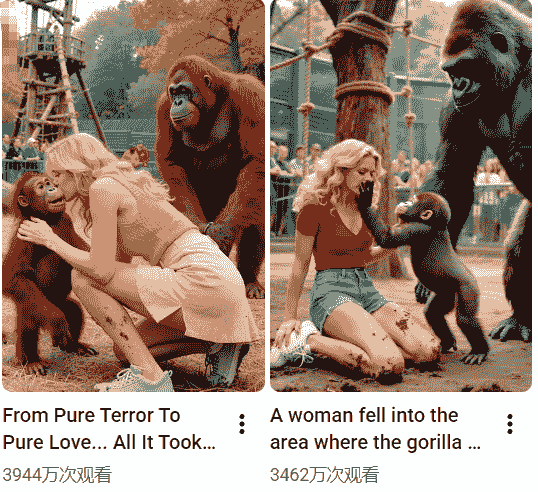 From Pure Terror To
Pure Love... All It Took...
3944万次观看
A woman fell into the
area where the gorilla ...
3462万次观看